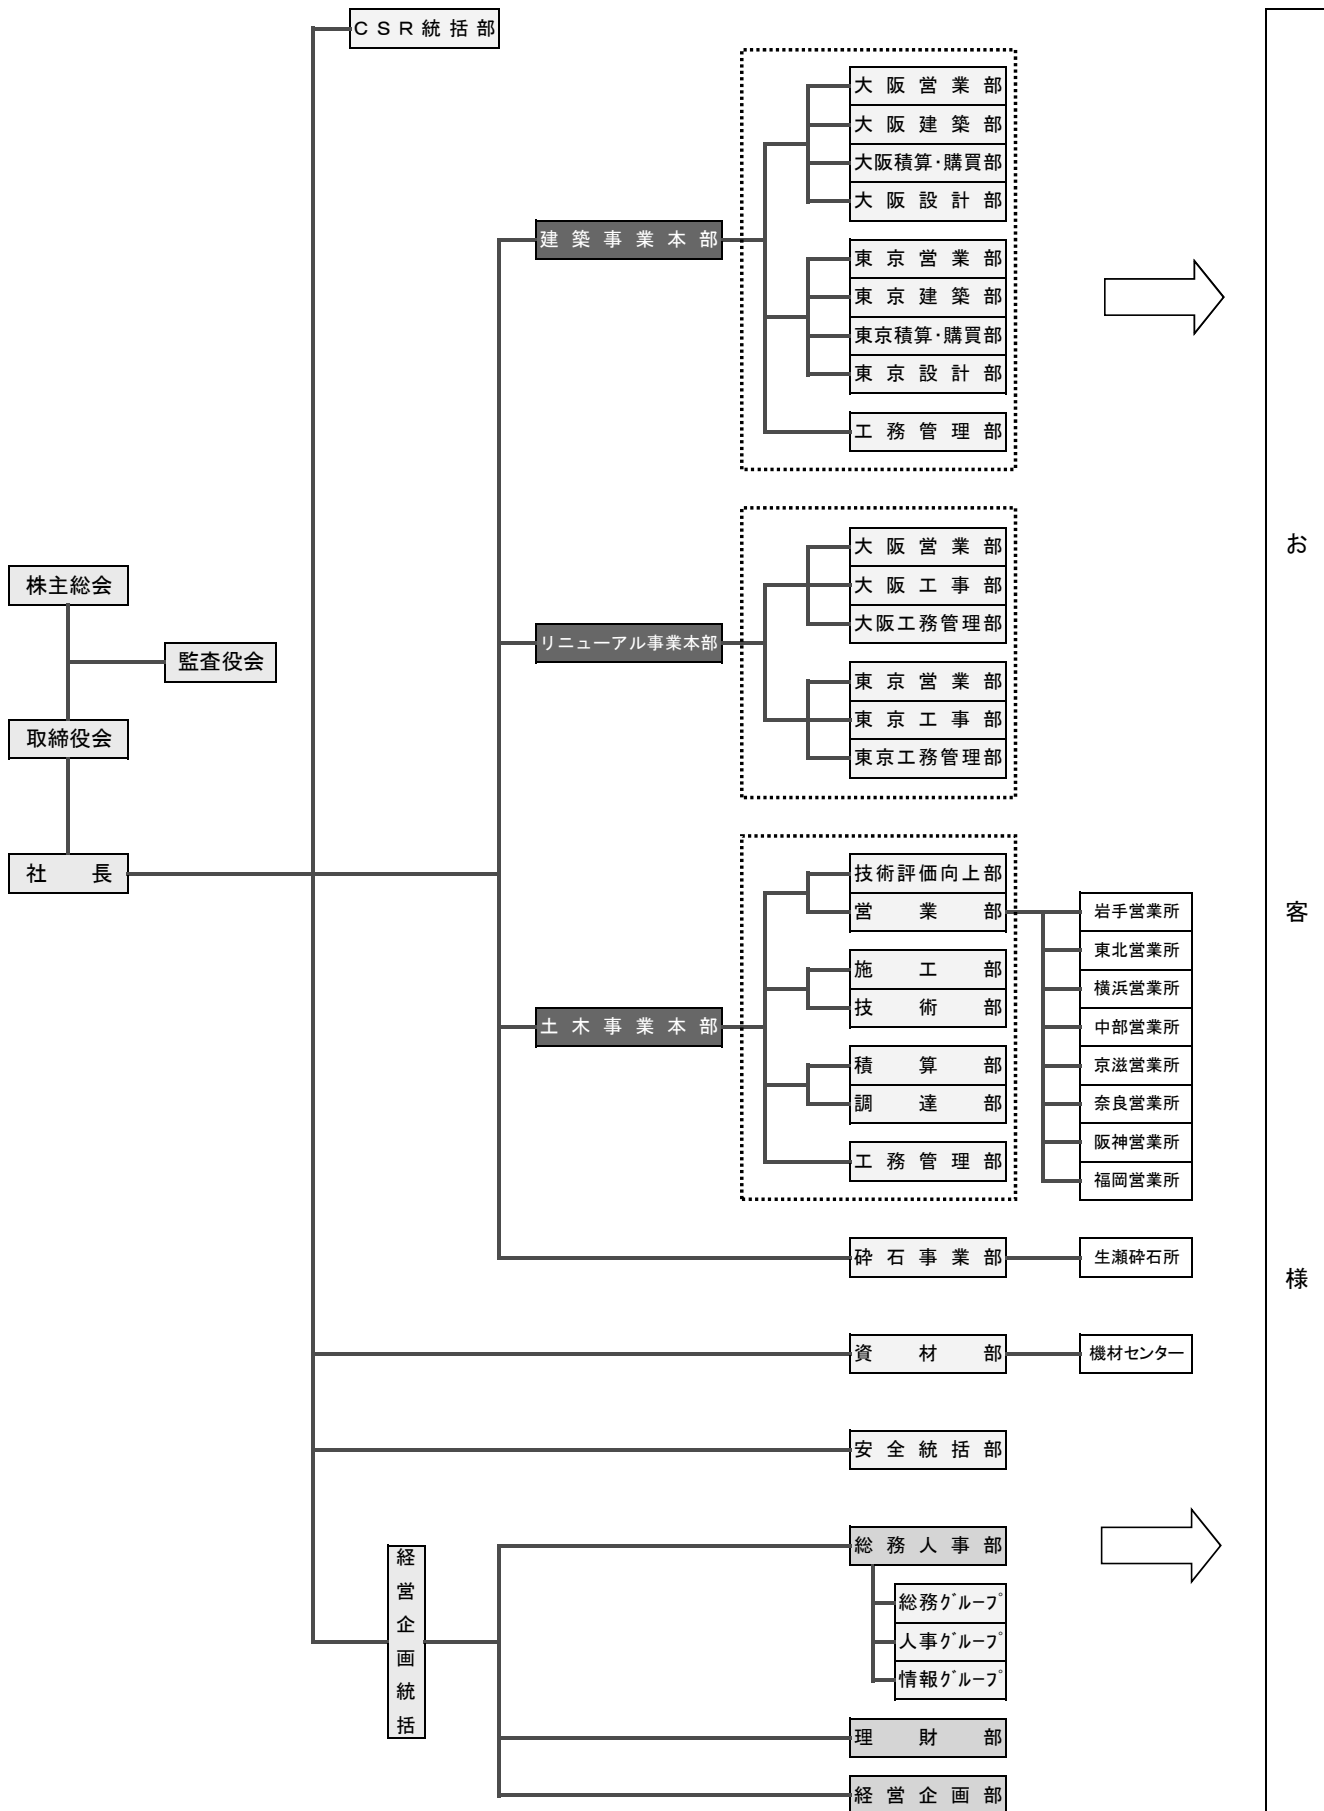 CSR統括部
大阪営業部
大阪建築部
大阪積算･購買部
大阪設計部
建築事業本部
東京営業部
東京建築部
東京積算･購買部
東京設計部
工務管理部
株主総会
監査役会
取締役会
社長
リニューアル事業本部
大阪営業部
大阪工事部
大阪工務管理部
東京営業部
東京工事部
東京工務管理部
土木事業本部
技術評価向上部
営業部
施工部
技術部
積算部
調達部
工務管理部
岩手営業所
東北営業所
横浜営業所
中部営業所
京滋営業所
奈良営業所
阪神営業所
福岡営業所
砕石事業部
生瀬砕石所
資材部
機材センター
安全統括部
経営企画統括
総務人事部
総務ｸﾞﾙｰﾌﾟ
人事ｸﾞﾙｰﾌﾟ
情報ｸﾞﾙｰﾌﾟ
理財部
経営企画部
お客様